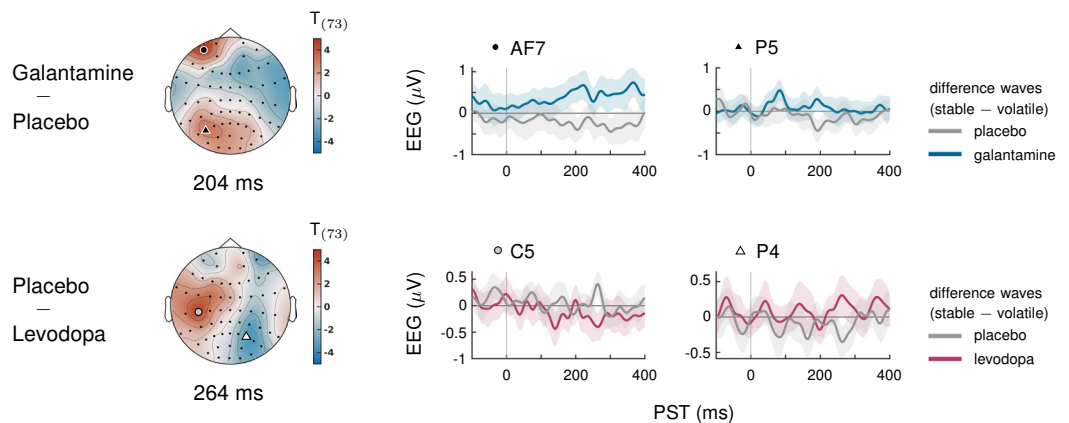 Galantamine
–
Placebo
T(73)
4
2
0
-2
-4
204 ms
AF7
EEG (μV)
1
0
-1
0
200
400
P5
1
0
-1
0
200
400
difference waves
(stable – volatile)
placebo
galantamine
Placebo
–
Levodopa
T(73)
4
2
0
-2
-4
264 ms
C5
EEG (μV)
0.5
0
-0.5
-1
0
200
400
P4
0.5
0
-0.5
0
200
400
PST (ms)
difference waves
(stable – volatile)
placebo
levodopa